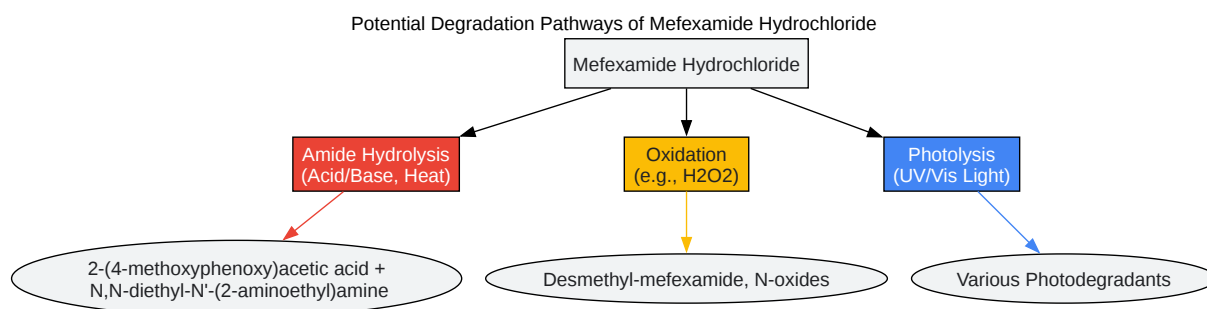 Potential Degradation Pathways of Mefexamide Hydrochloride
Mefexamide Hydrochloride
Amide Hydrolysis
(Acid/Base, Heat)
Oxidation
(e.g., H2O2)
Photolysis
(UV/Vis Light)
2-(4-methoxyphenoxy)acetic acid +
N,N-diethyl-N'-(2-aminoethyl)amine
Desmethyl-mefexamide, N-oxides
Various Photodegradants